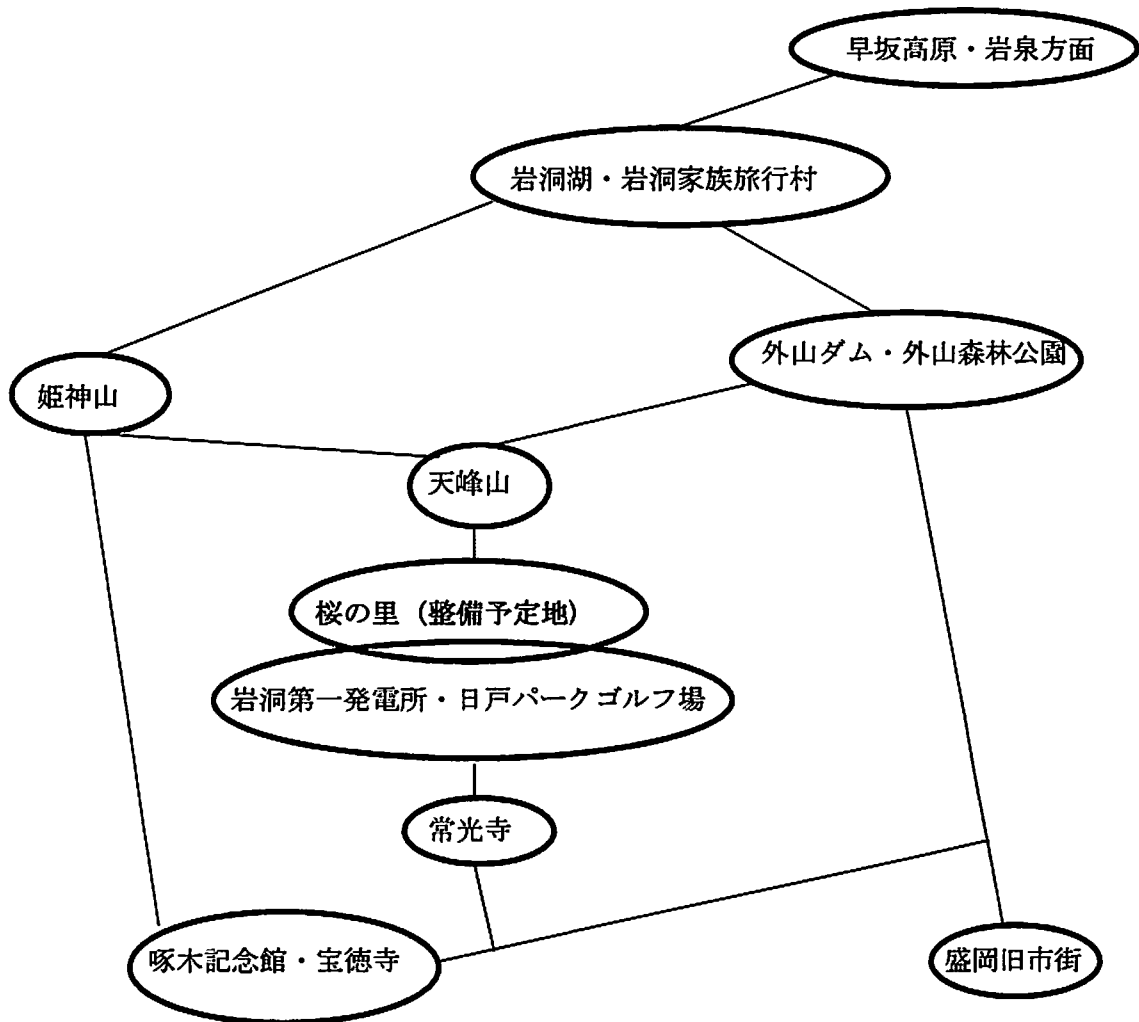 早坂高原・岩泉方面
岩洞湖・岩洞家族旅行村
外山ダム・外山森林公園
姫神山
天峰山
桜の里（整備予定地）
岩洞第一発電所・日戸パークゴルフ場
常光寺
啄木記念館・宝徳寺
盛岡旧市街